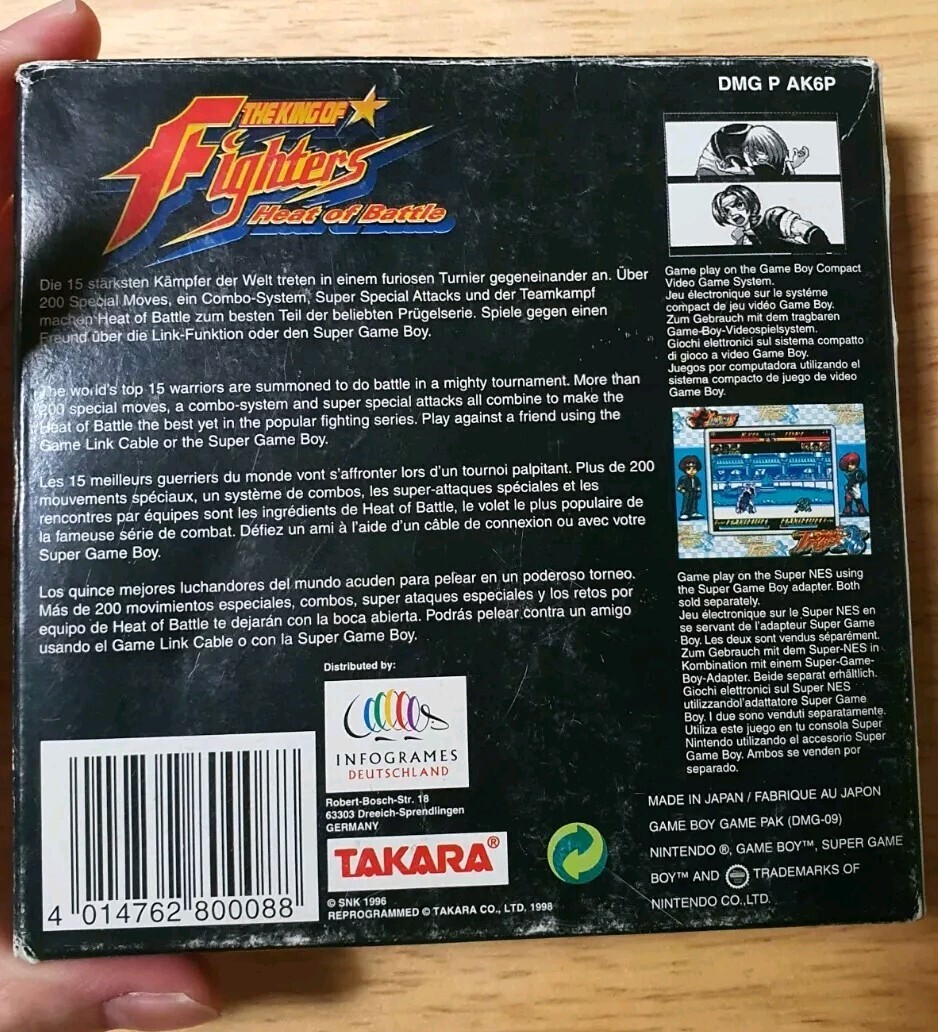 DMG P AK6P
THE KING OF
Fighters
Heat of Battle
Die 15 stärksten Kämpfer der Welt treten in einem furiosen Turnier gegeneinander an. Über
200 Special Moves, ein Combo-System, Super Special Attacks und der Teamkampf
machen Heat of Battle zum besten Teil der beliebten Prügelserie. Spiele gegen einen
Freund über die Link-Funktion oder den Super Game Boy.
The world's top 15 warriors are summoned to do battle in a mighty tournament. More than
200 special moves, a combo-system and super special attacks all combine to make the
Heat of Battle the best yet in the popular fighting series. Play against a friend using the
Game Link Cable or the Super Game Boy.
Les 15 meilleurs guerriers du monde vont s'affronter lors d'un tournoi palpitant. Plus de 200
mouvements spéciaux, un système de combos, les super-attaques spéciales et les
rencontres par équipes sont les ingrédients de Heat of Battle, le volet le plus populaire de
la fameuse série de combat. Défiez un ami à l'aide d'un câble de connexion ou avec votre
Super Game Boy.
Los quince mejores luchandores del mundo acuden para pelear en un poderoso torneo.
Más de 200 movimientos especiales, combos, super ataques especiales y los retos por
equipo de Heat of Battle te dejarán con la boca abierta. Podrás pelear contra un amigo
usando el Game Link Cable o con la Super Game Boy.
Game play on the Game Boy Compact
Video Game System.
Jeu électronique sur le systéme
compact de jeu vidéo Game Boy.
Zum Gebrauch mit dem tragbaren
Game-Boy-Videospielsystem.
Giochi elettronici sul sistema compatto
di gioco a video Game Boy.
Juegos por computadora utilizando el
sistema compacto de juego de video
Game Boy.
Game play on the Super NES using
the Super Game Boy adapter. Both
sold separately.
Jeu électronique sur le Super NES en
se servant de l'adapteur Super Game
Boy. Les deux sont vendus séparément.
Zum Gebrauch mit dem Super-NES in
Kombination mit einem Super-Game-
Boy-Adapter. Beide separat erhältlich.
Giochi elettronici sul Super NES
utilizzandol'adattatore Super Game
Boy. I due sono venduti separatamente.
Utiliza este juego en tu consola Super
Nintendo utilizando el accesorio Super
Game Boy. Ambos se venden por
separado.
Distributed by:
INFOGRAMES
DEUTSCHLAND
Robert-Bosch-Str. 18
63303 Dreeich-Sprendlingen
GERMANY
TAKARA®
© SNK 1996
REPROGRAMMED © TAKARA CO., LTD. 1998
4 014762 800088
MADE IN JAPAN / FABRIQUE AU JAPON
GAME BOY GAME PAK (DMG-09)
NINTENDO ®, GAME BOY™, SUPER GAME
BOY™ AND TRADEMARKS OF
NINTENDO CO.,LTD.